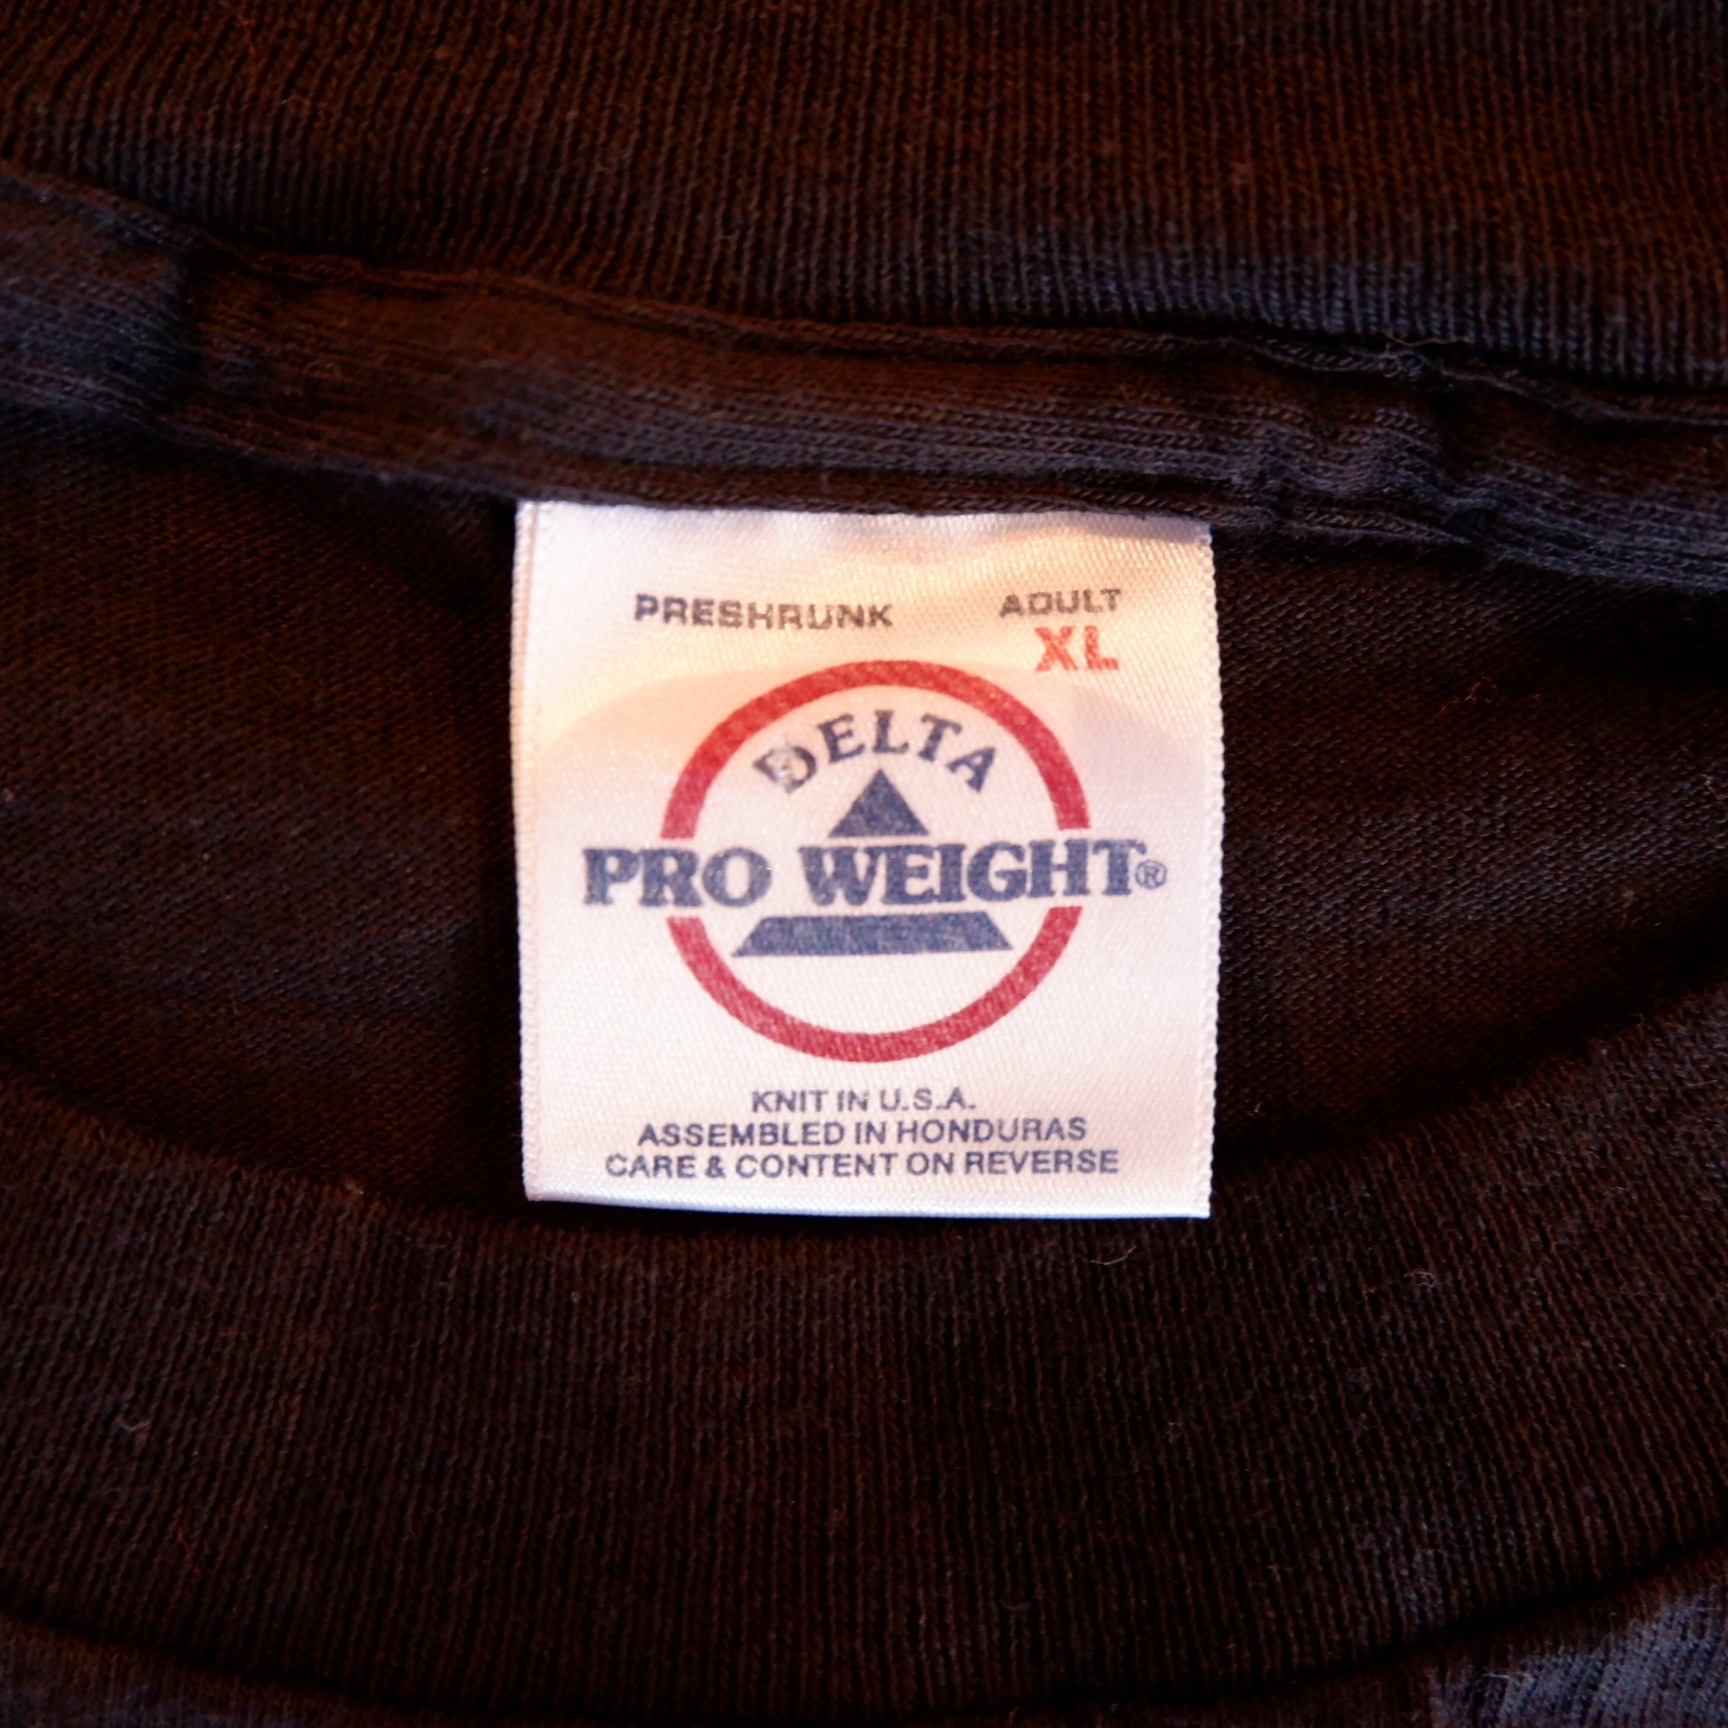 PRESHRUNK ADULT
XL
DELTA
PRO WEIGHT®
KNIT IN U.S.A.
ASSEMBLED IN HONDURAS
CARE & CONTENT ON REVERSE